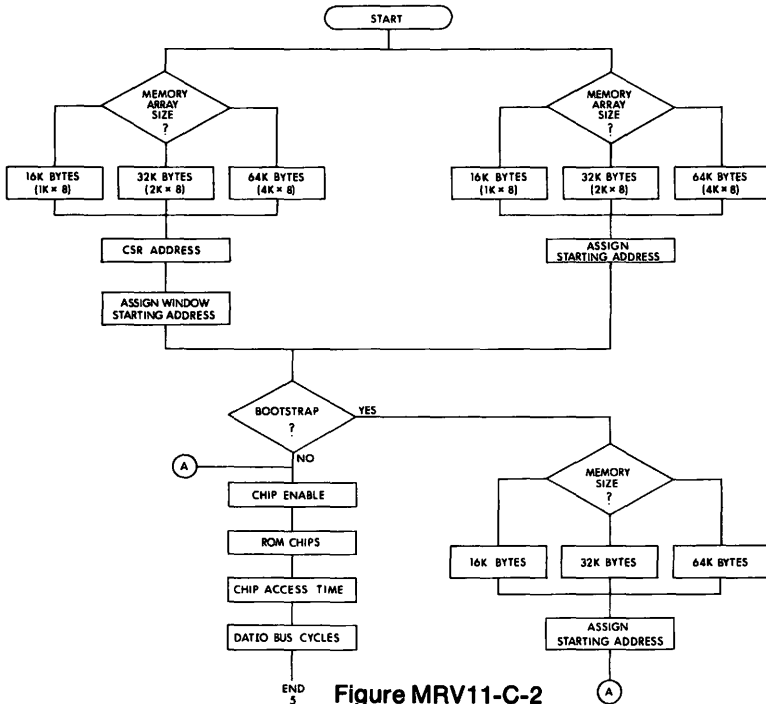 START
MEMORY
ARRAY
SIZE
?
16K BYTES
(1K × 8)
32K BYTES
(2K × 8)
64K BYTES
(4K × 8)
CSR ADDRESS
ASSIGN WINDOW
STARTING ADDRESS
MEMORY
ARRAY
SIZE
?
16K BYTES
(1K × 8)
32K BYTES
(2K × 8)
64K BYTES
(4K × 8)
ASSIGN
STARTING ADDRESS
BOOTSTRAP
?
YES
NO
A
CHIP ENABLE
ROM CHIPS
CHIP ACCESS TIME
DATIO BUS CYCLES
END
5
MEMORY
SIZE
?
16K BYTES
32K BYTES
64K BYTES
ASSIGN
STARTING ADDRESS
A
Figure MRV11-C-2